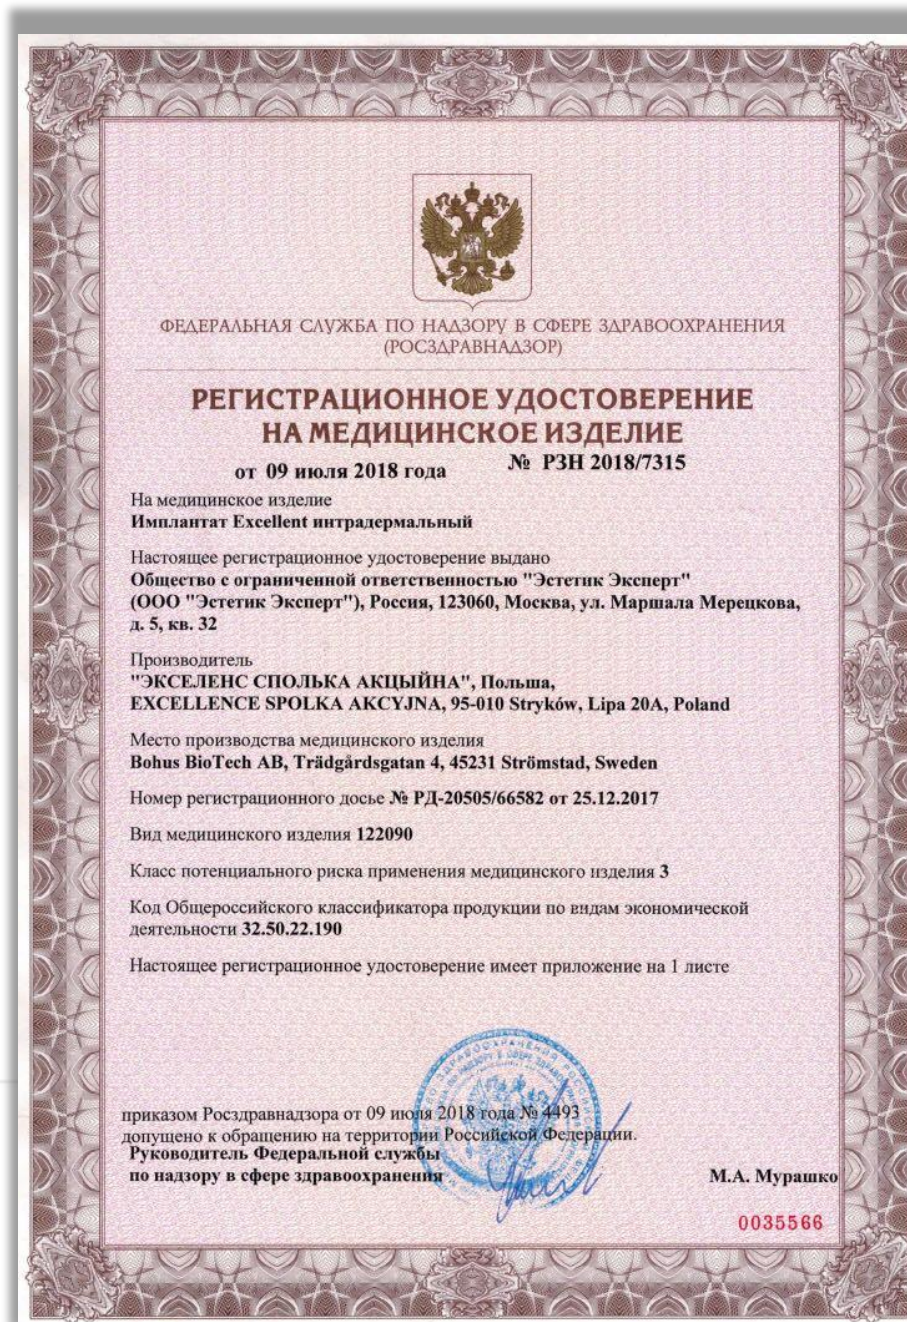 ФЕДЕРАЛЬНАЯ СЛУЖБА ПО НАДЗОРУ В СФЕРЕ ЗДРАВООХРАНЕНИЯ
(РОСЗДРАВНАДЗОР)
РЕГИСТРАЦИОННОЕ УДОСТОВЕРЕНИЕ
НА МЕДИЦИНСКОЕ ИЗДЕЛИЕ
от 09 июля 2018 года № РЗН 2018/7315
На медицинское изделие
Имплантат Excellent интрадермальный
Настоящее регистрационное удостоверение выдано
Общество с ограниченной ответственностью "Эстетик Эксперт"
(ООО "Эстетик Эксперт"), Россия, 123060, Москва, ул. Маршала Мерецкова,
д. 5, кв. 32
Производитель
"ЭКСЕЛЕНС СПОЛЬКА АКЦЫЙНА", Польша,
EXCELLENCE SPOLKA AKCYJNA, 95-010 Stryków, Lipa 20A, Poland
Место производства медицинского изделия
Bohus BioTech AB, Trädgårdsgatan 4, 45231 Strömstad, Sweden
Номер регистрационного досье № РД-20505/66582 от 25.12.2017
Вид медицинского изделия 122090
Класс потенциального риска применения медицинского изделия 3
Код Общероссийского классификатора продукции по видам экономической
деятельности 32.50.22.190
Настоящее регистрационное удостоверение имеет приложение на 1 листе
приказом Росздравнадзора от 09 июля 2018 года № 4493
допущено к обращению на территории Российской Федерации.
Руководитель Федеральной службы
по надзору в сфере здравоохранения М.А. Мурашко
0035566